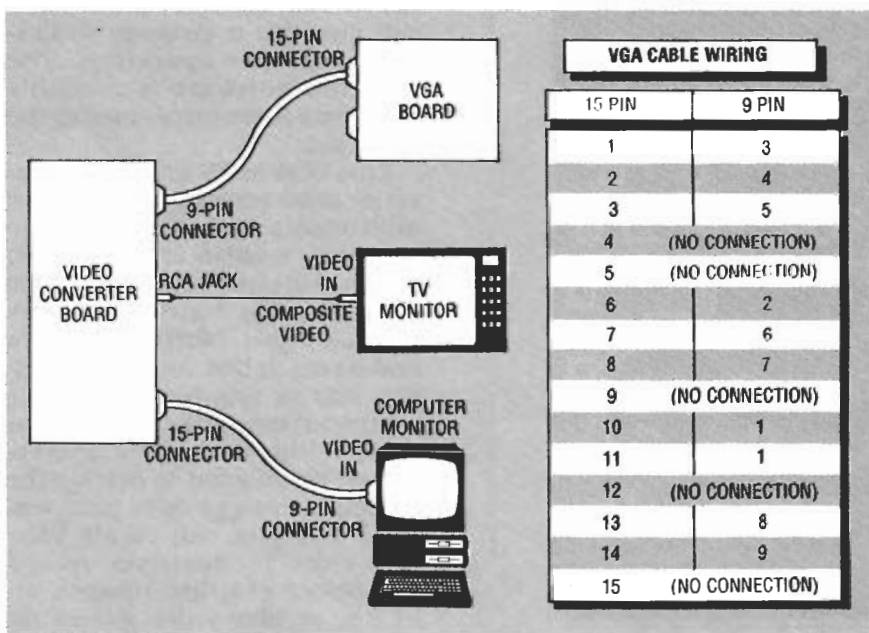 15-PIN
CONNECTOR
VGA
BOARD
9-PIN
CONNECTOR
VIDEO
CONVERTER
BOARD
RCA JACK
VIDEO
IN
COMPOSITE
VIDEO
TV
MONITOR
15-PIN
CONNECTOR
COMPUTER
MONITOR
VIDEO
IN
9-PIN
CONNECTOR
VGA CABLE WIRING
15 PIN 9 PIN
1 3
2 4
3 5
4 (NO CONNECTION)
5 (NO CONNECTION)
6 2
7 6
8 7
9 (NO CONNECTION)
10 1
11 1
12 (NO CONNECTION)
13 8
14 9
15 (NO CONNECTION)